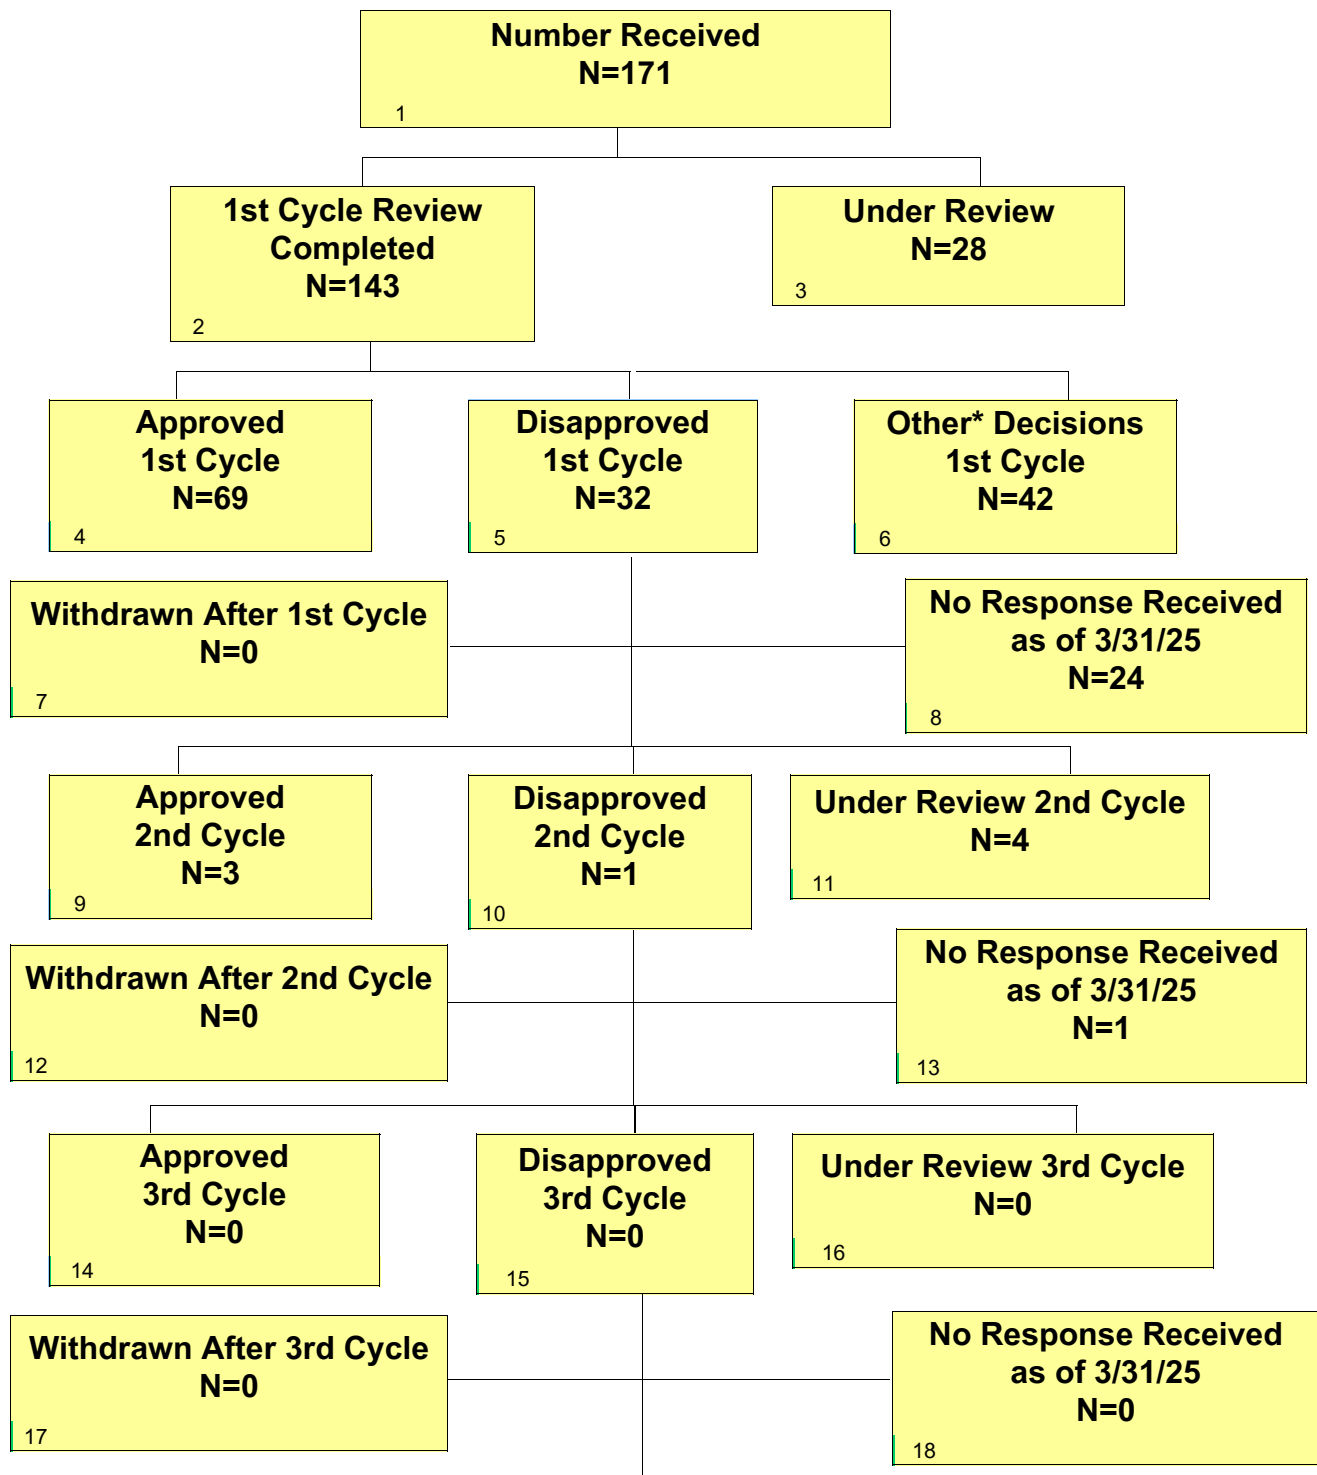 Number Received
N=171
1
1st Cycle Review
Completed
N=143
2
Under Review
N=28
3
Approved
1st Cycle
N=69
4
Disapproved
1st Cycle
N=32
5
Other* Decisions
1st Cycle
N=42
6
Withdrawn After 1st Cycle
N=0
7
No Response Received
as of 3/31/25
N=24
8
Approved
2nd Cycle
N=3
9
Disapproved
2nd Cycle
N=1
10
Under Review 2nd Cycle
N=4
11
Withdrawn After 2nd Cycle
N=0
12
No Response Received
as of 3/31/25
N=1
13
Approved
3rd Cycle
N=0
14
Disapproved
3rd Cycle
N=0
15
Under Review 3rd Cycle
N=0
16
Withdrawn After 3rd Cycle
N=0
17
No Response Received
as of 3/31/25
N=0
18